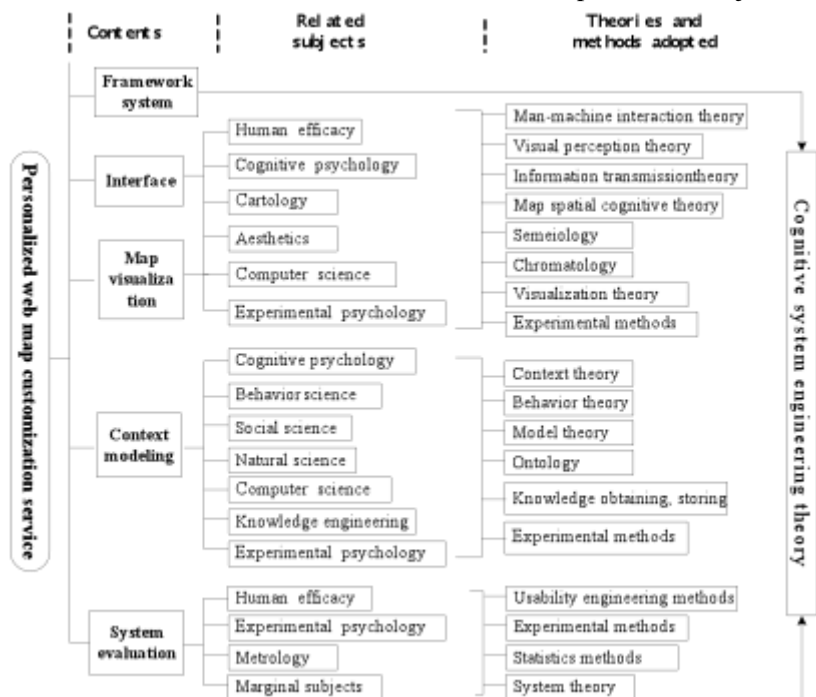 Contents
Related
subjects
Theories and
methods adopted
Personalized web map customization service
Framework
system
Interface
Map
visualiza
tion
Human efficacy
Cognitive psychology
Cartology
Aesthetics
Computer science
Experimental psychology
Man-machine interaction theory
Visual perception theory
Information transmissiontheory
Map spatial cognitive theory
Semeiology
Chromatology
Visualization theory
Experimental methods
Context
modeling
Cognitive psychology
Behavior science
Social science
Natural science
Computer science
Knowledge engineering
Experimental psychology
Context theory
Behavior theory
Model theory
Ontology
Knowledge obtaining, storing
Experimental methods
System
evaluation
Human efficacy
Experimental psychology
Metrology
Marginal subjects
Usability engineering methods
Experimental methods
Statistics methods
System theory
Cognitive system engineering theory